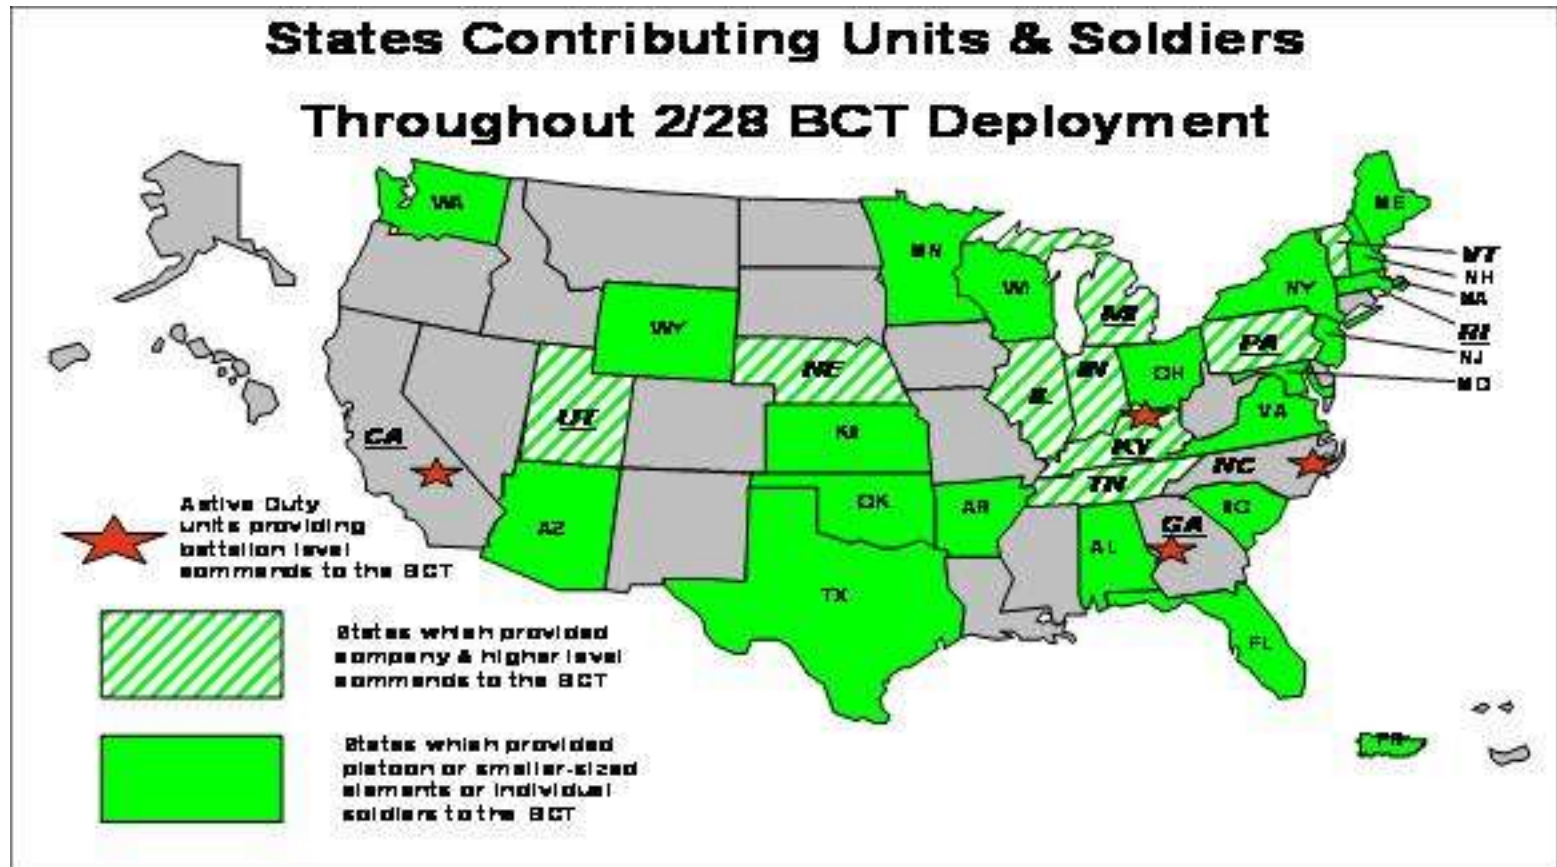 States Contributing Units & Soldiers
Throughout 2/28 BCT Deployment
WA
ME
MN
VT
NH
WI
NY
MA
MI
WY
RI
PA
NJ
NE
OH
MD
IL
IN
UT
VA
CA
KS
KY
NC
TN
OK
AR
SC
AZ
GA
AL
Active Duty
units providing
battalion level
commands to the BCT
TX
States which provided
company & higher level
commands to the BCT
FL
PR
States which provided
platoon or smaller-sized
elements or individual
soldiers to the BCT